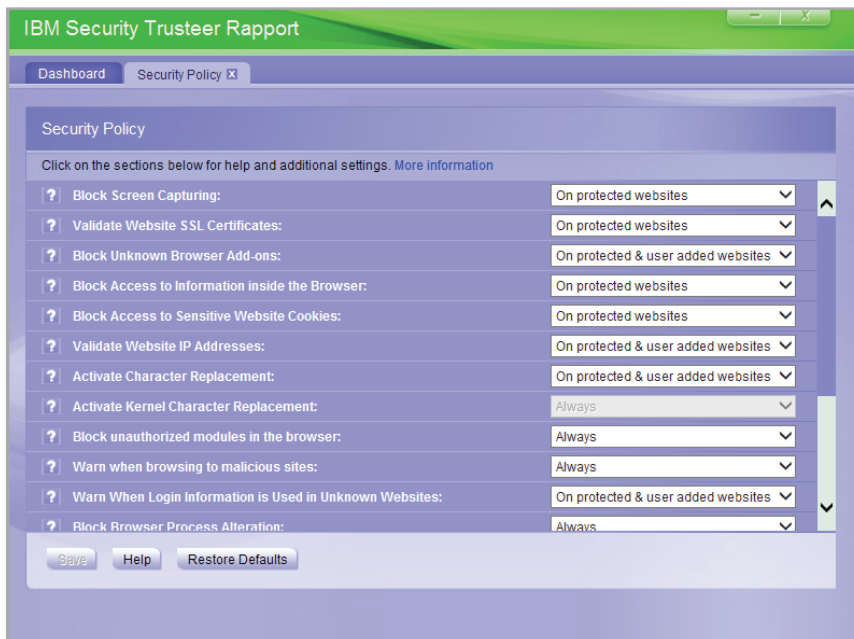 IBM Security Trusteer Rapport
Dashboard Security Policy x
Security Policy
Click on the sections below for help and additional settings. More information
? Block Screen Capturing: On protected websites
? Validate Website SSL Certificates: On protected websites
? Block Unknown Browser Add-ons: On protected & user added websites
? Block Access to Information inside the Browser: On protected websites
? Block Access to Sensitive Website Cookies: On protected websites
? Validate Website IP Addresses: On protected & user added websites
? Activate Character Replacement: On protected & user added websites
? Activate Kernel Character Replacement: Always
? Block unauthorized modules in the browser: Always
? Warn when browsing to malicious sites: Always
? Warn When Login Information is Used in Unknown Websites: On protected & user added websites
? Block Browser Process Alteration: Always
Save Help Restore Defaults